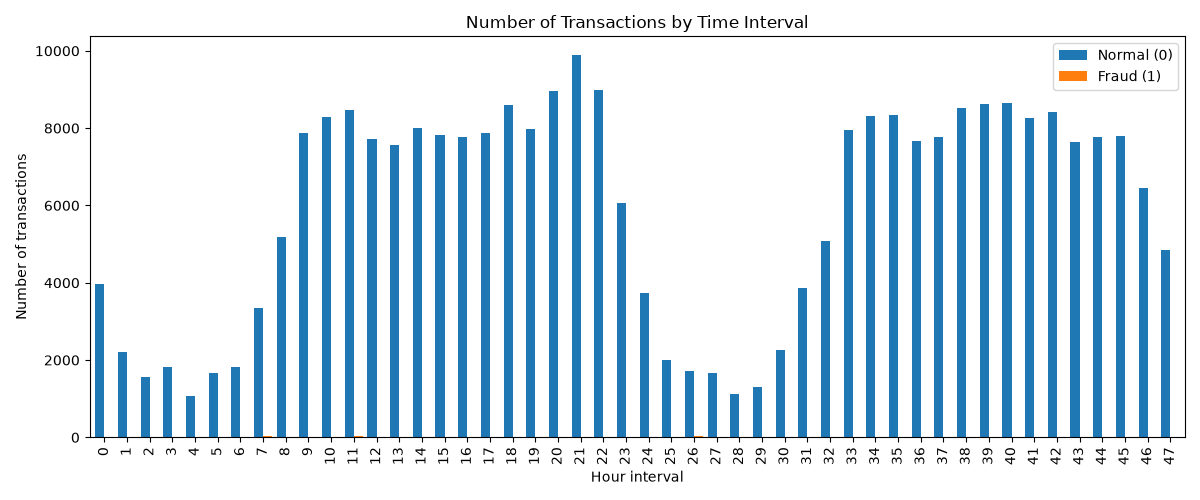 Number of Transactions by Time Interval
Normal (0)
Fraud (1)
Number of transactions
10000
8000
6000
4000
2000
0
0 1 2 3 4 5 6 7 8 9 10 11 12 13 14 15 16 17 18 19 20 21 22 23 24 25 26 27 28 29 30 31 32 33 34 35 36 37 38 39 40 41 42 43 44 45 46 47
Hour interval